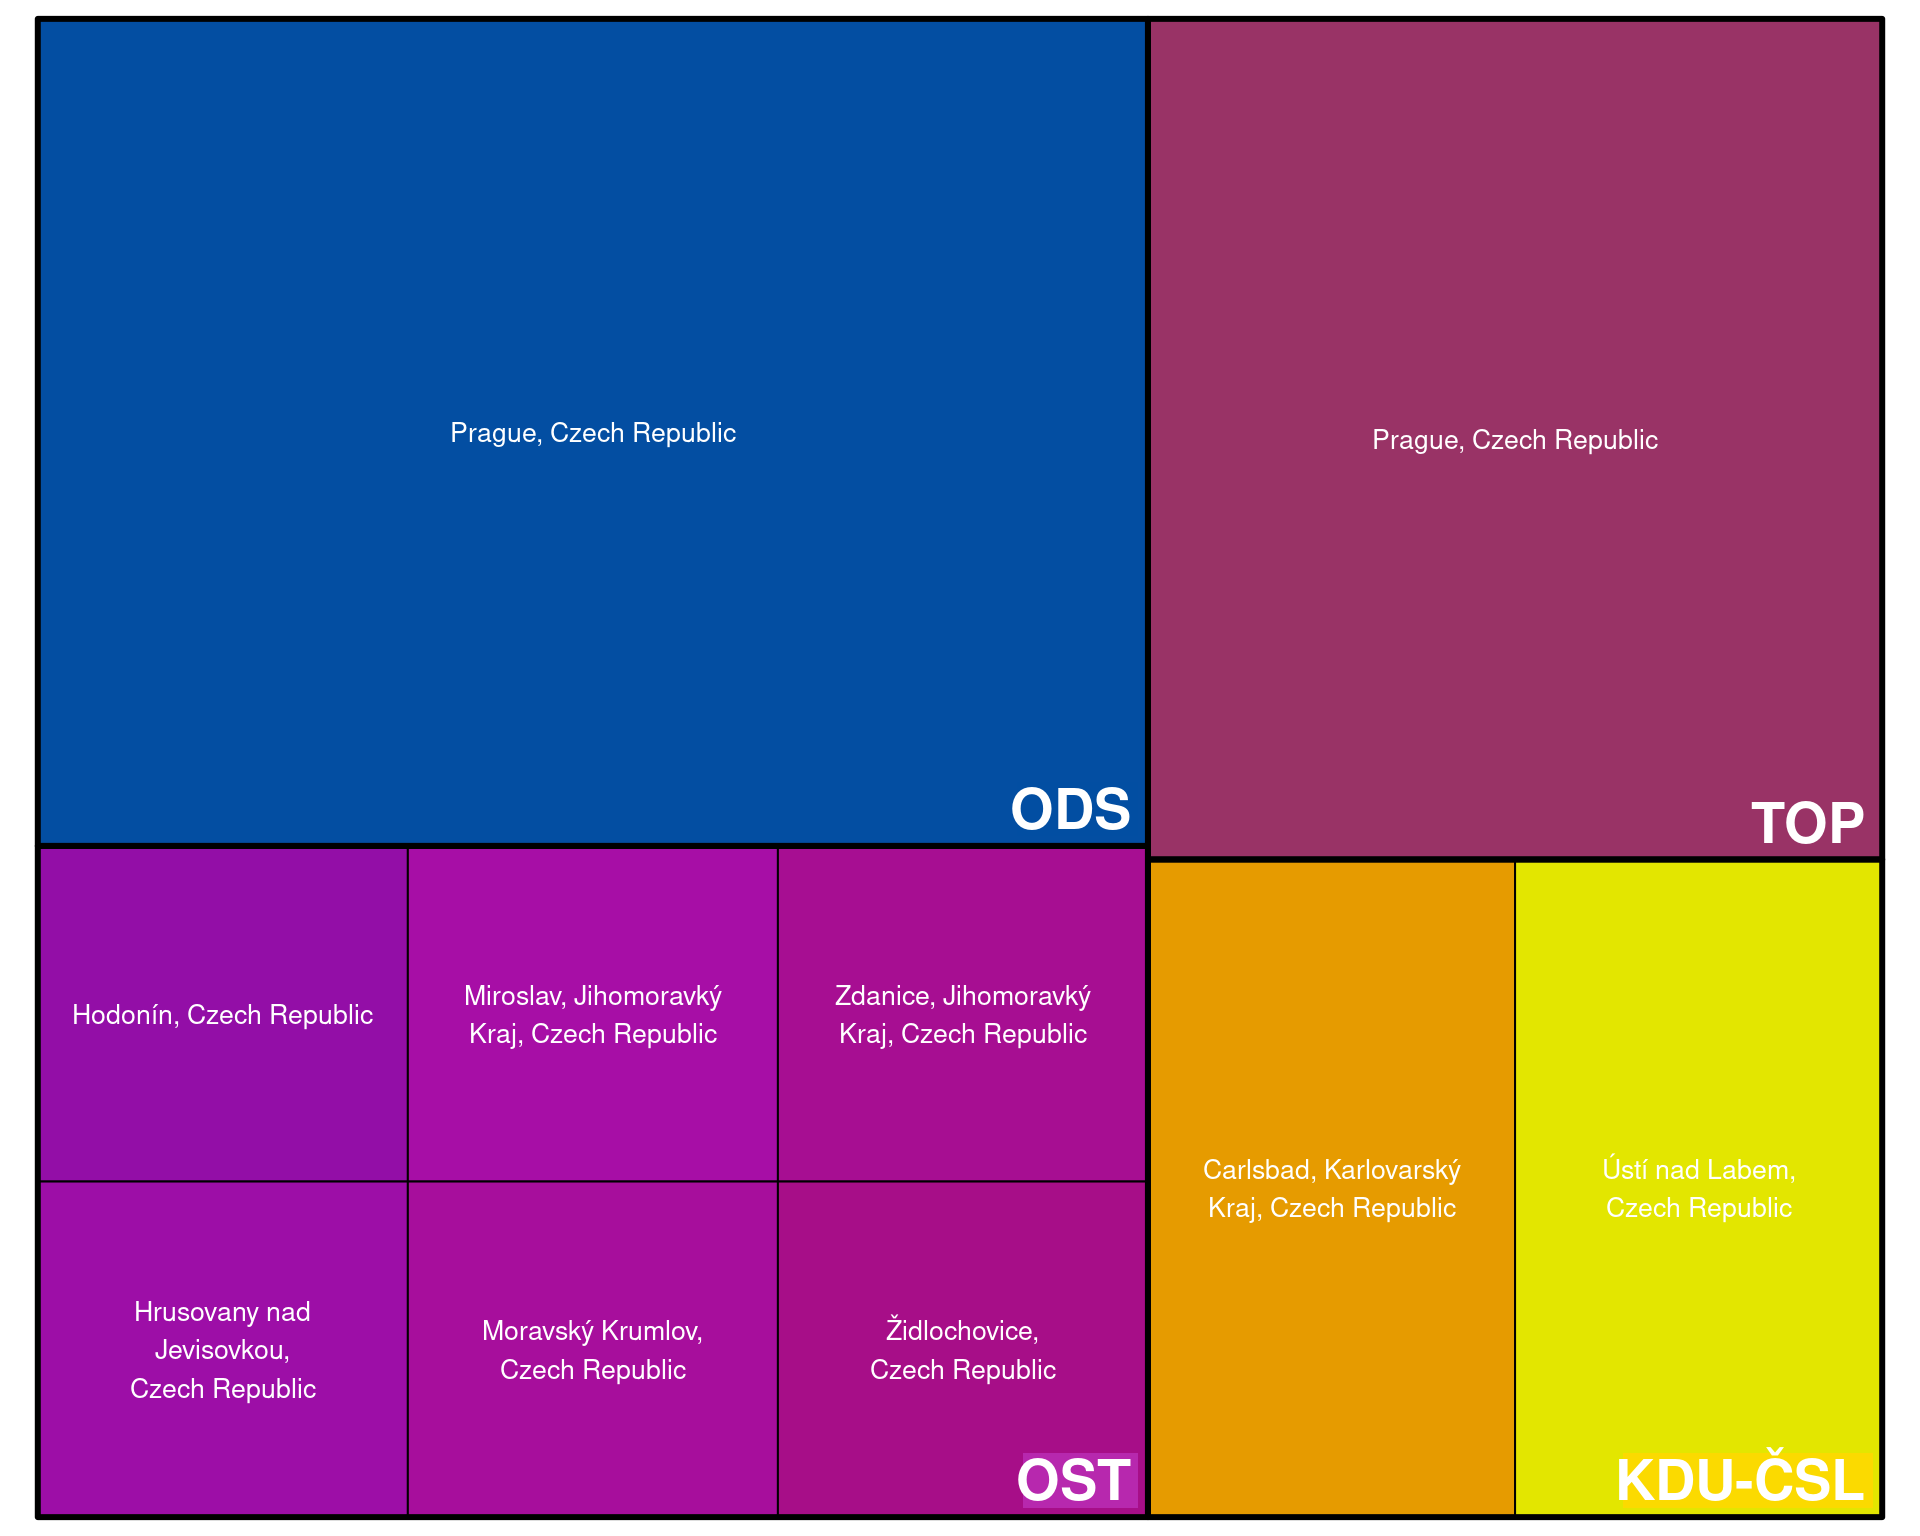 Prague, Czech Republic
ODS
Prague, Czech Republic
TOP
Hodonín, Czech Republic
Miroslav, Jihomoravký
Kraj, Czech Republic
Zdanice, Jihomoravký
Kraj, Czech Republic
Hrusovany nad
Jevisovkou,
Czech Republic
Moravský Krumlov,
Czech Republic
Židlochovice,
Czech Republic
OST
Carlsbad, Karlovarský
Kraj, Czech Republic
Ústí nad Labem,
Czech Republic
KDU-ČSL